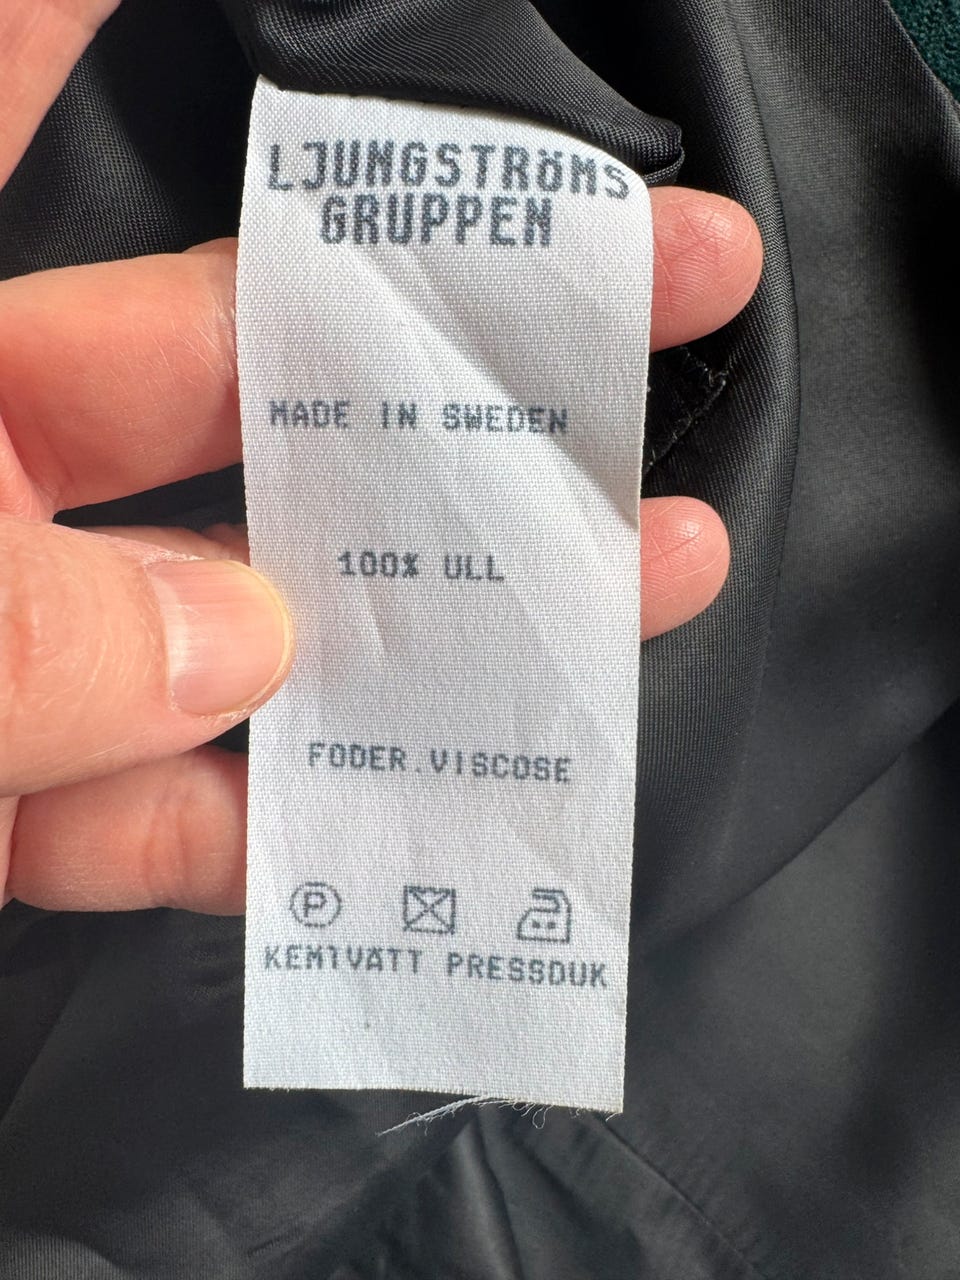 LJUNGSTRÖMS
GRUPPEN
MADE IN SWEDEN
100% ULL
FODER.VISCOSE
P
KEMTVÄTT PRESSDUK